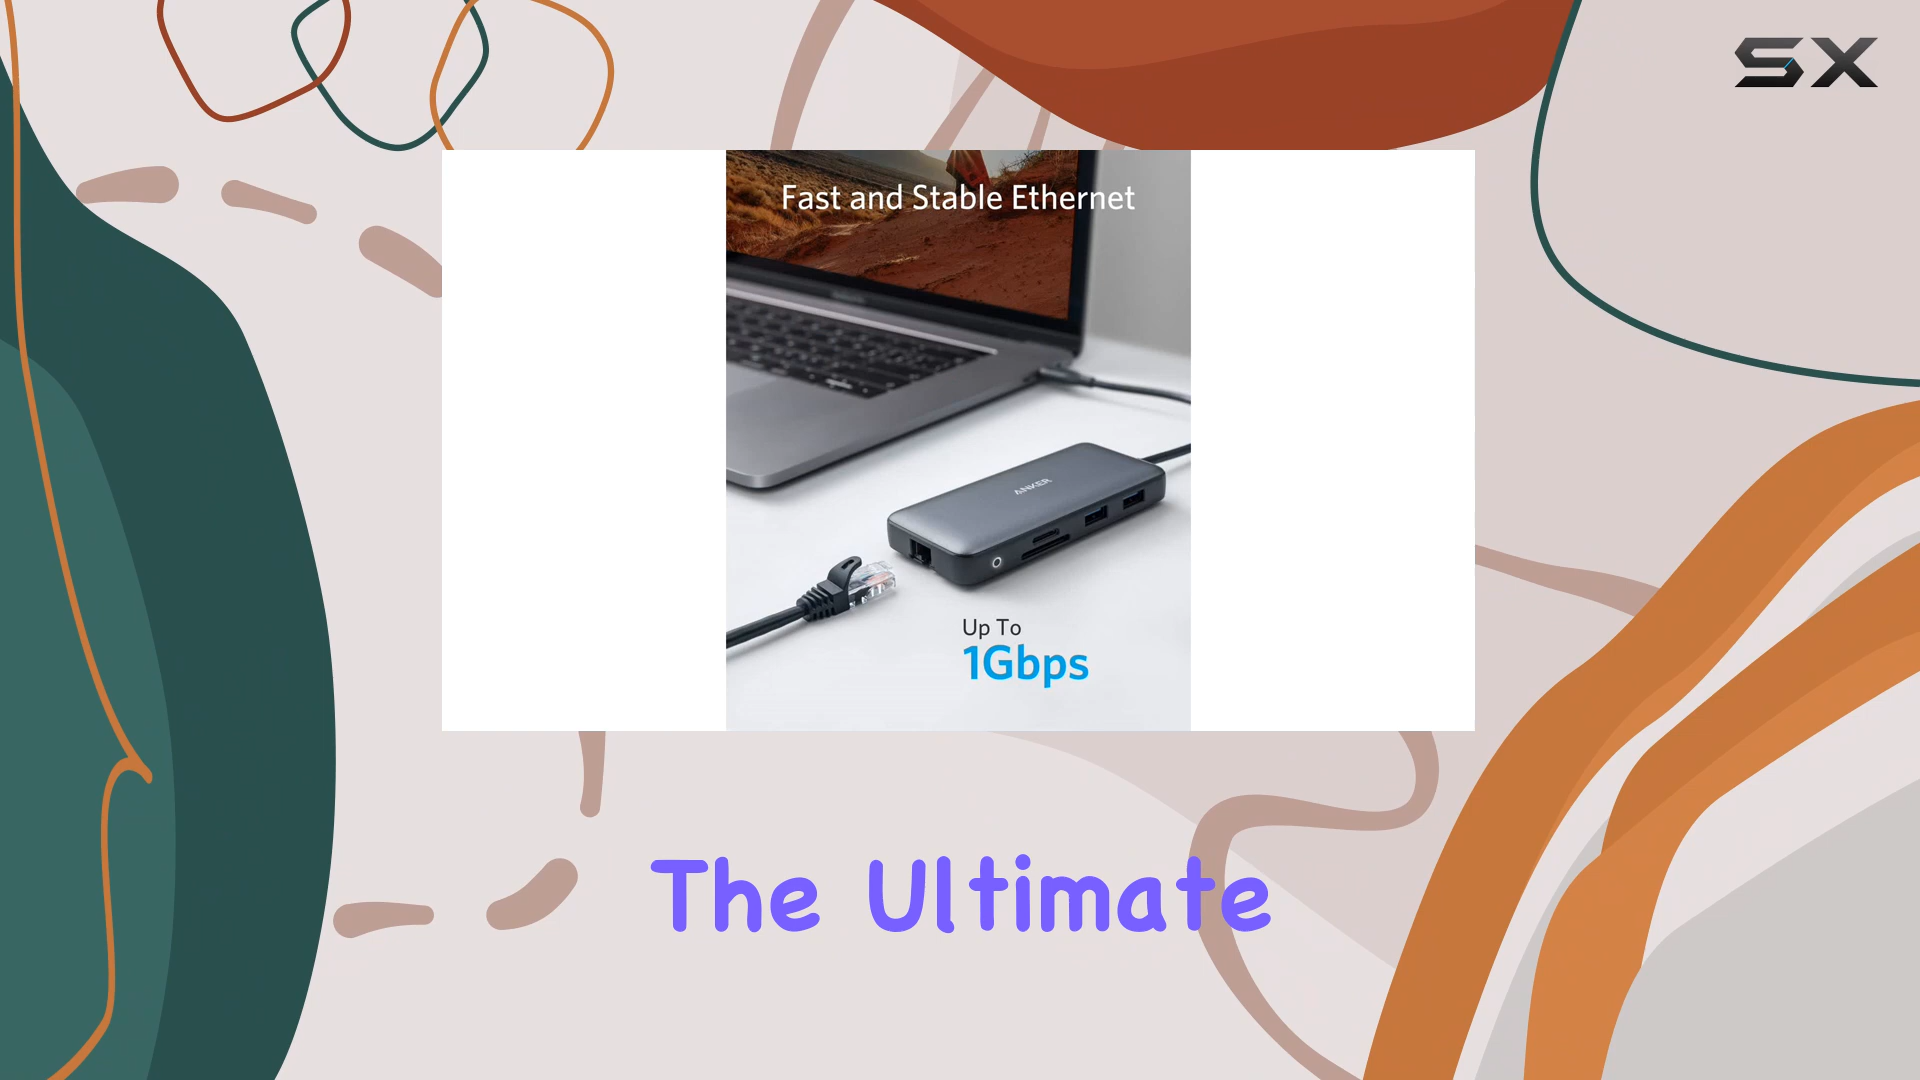 SX
Fast and Stable Ethernet
ANKER
Up To
1Gbps
The Ultimate